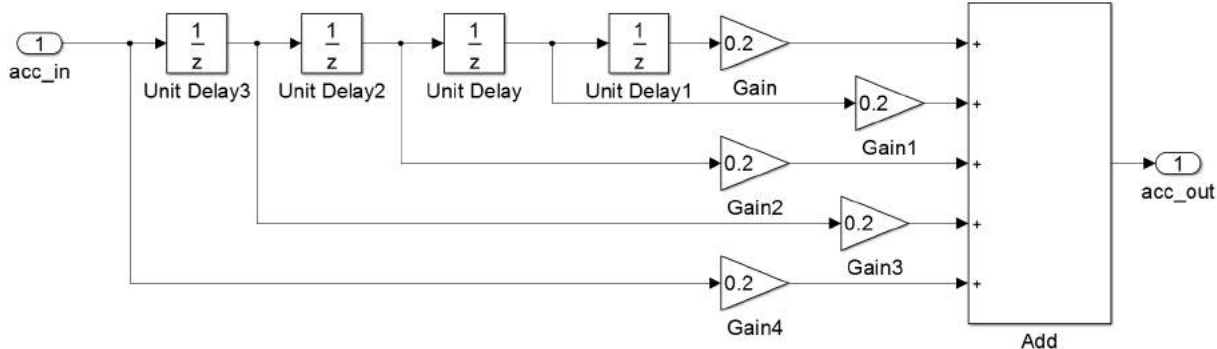 1
acc_in
1
z
Unit Delay3
1
z
Unit Delay2
1
z
Unit Delay
1
z
Unit Delay1
0.2
Gain
+
0.2
Gain1
+
0.2
Gain2
+
0.2
Gain3
+
0.2
Gain4
+
Add
1
acc_out